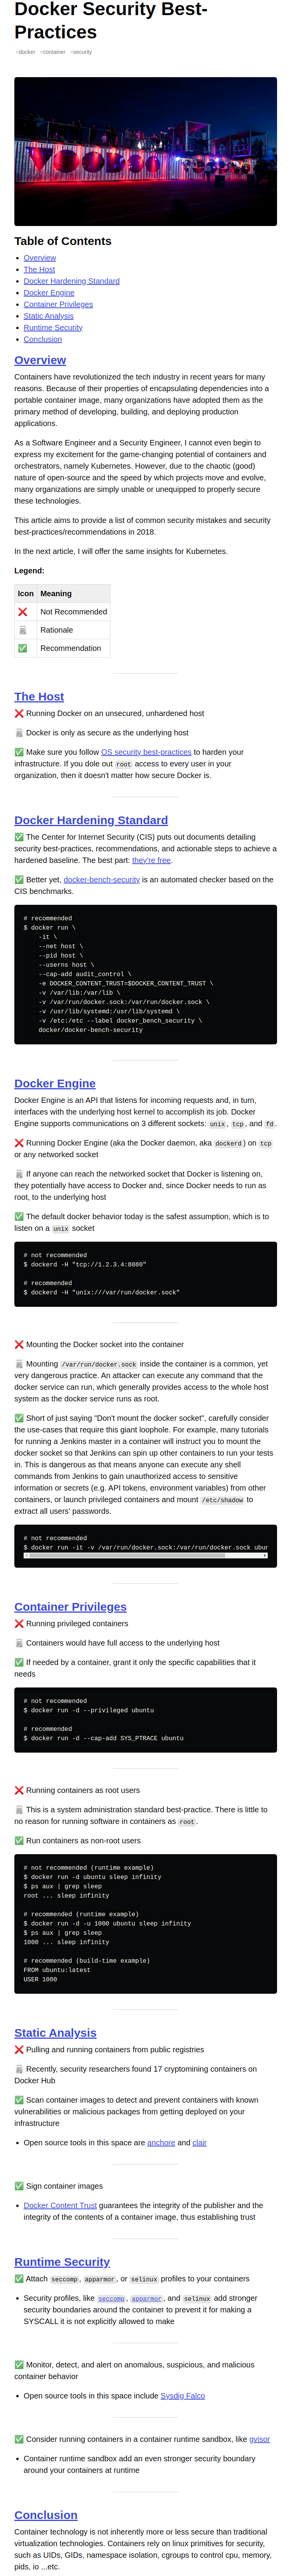 Docker Security Best-
Practices
#docker #container #security
Table of Contents
Overview
The Host
Docker Hardening Standard
Docker Engine
Container Privileges
Static Analysis
Runtime Security
Conclusion
Overview
Containers have revolutionized the tech industry in recent years for many
reasons. Because of their properties of encapsulating dependencies into a
portable container image, many organizations have adopted them as the
primary method of developing, building, and deploying production
applications.
As a Software Engineer and a Security Engineer, I cannot even begin to
express my excitement for the game-changing potential of containers and
orchestrators, namely Kubernetes. However, due to the chaotic (good)
nature of open-source and the speed by which projects move and evolve,
many organizations are simply unable or unequipped to properly secure
these technologies.
This article aims to provide a list of common security mistakes and security
best-practices/recommendations in 2018.
In the next article, I will offer the same insights for Kubernetes.
Legend:
Icon Meaning
❌ Not Recommended
🗒️ Rationale
✅ Recommendation
The Host
❌ Running Docker on an unsecured, unhardened host
🗒️ Docker is only as secure as the underlying host
✅ Make sure you follow OS security best-practices to harden your
infrastructure. If you dole out root access to every user in your
organization, then it doesn't matter how secure Docker is.
Docker Hardening Standard
✅ The Center for Internet Security (CIS) puts out documents detailing
security best-practices, recommendations, and actionable steps to achieve a
hardened baseline. The best part: they're free.
✅ Better yet, docker-bench-security is an automated checker based on the
CIS benchmarks.
# recommended
$ docker run \
-it \
--net host \
--pid host \
--userns host \
--cap-add audit_control \
-e DOCKER_CONTENT_TRUST=$DOCKER_CONTENT_TRUST \
-v /var/lib:/var/lib \
-v /var/run/docker.sock:/var/run/docker.sock \
-v /usr/lib/systemd:/usr/lib/systemd \
-v /etc:/etc --label docker_bench_security \
docker/docker-bench-security
Docker Engine
Docker Engine is an API that listens for incoming requests and, in turn,
interfaces with the underlying host kernel to accomplish its job. Docker
Engine supports communications on 3 different sockets: unix, tcp, and fd.
❌ Running Docker Engine (aka the Docker daemon, aka dockerd) on tcp
or any networked socket
🗒️ If anyone can reach the networked socket that Docker is listening on,
they potentially have access to Docker and, since Docker needs to run as
root, to the underlying host
✅ The default docker behavior today is the safest assumption, which is to
listen on a unix socket
# not recommended
$ dockerd -H "tcp://1.2.3.4:8080"
# recommended
$ dockerd -H "unix:///var/run/docker.sock"
❌ Mounting the Docker socket into the container
🗒️ Mounting /var/run/docker.sock inside the container is a common, yet
very dangerous practice. An attacker can execute any command that the
docker service can run, which generally provides access to the whole host
system as the docker service runs as root.
✅ Short of just saying "Don't mount the docker socket", carefully consider
the use-cases that require this giant loophole. For example, many tutorials
for running a Jenkins master in a container will instruct you to mount the
docker socket so that Jenkins can spin up other containers to run your tests
in. This is dangerous as that means anyone can execute any shell
commands from Jenkins to gain unauthorized access to sensitive
information or secrets (e.g. API tokens, environment variables) from other
containers, or launch privileged containers and mount /etc/shadow to
extract all users' passwords.
# not recommended
$ docker run -it -v /var/run/docker.sock:/var/run/docker.sock ubun
Container Privileges
❌ Running privileged containers
🗒️ Containers would have full access to the underlying host
✅ If needed by a container, grant it only the specific capabilities that it
needs
# not recommended
$ docker run -d --privileged ubuntu
# recommended
$ docker run -d --cap-add SYS_PTRACE ubuntu
❌ Running containers as root users
🗒️ This is a system administration standard best-practice. There is little to
no reason for running software in containers as root.
✅ Run containers as non-root users
# not recommended (runtime example)
$ docker run -d ubuntu sleep infinity
$ ps aux | grep sleep
root ... sleep infinity
# recommended (runtime example)
$ docker run -d -u 1000 ubuntu sleep infinity
$ ps aux | grep sleep
1000 ... sleep infinity
# recommended (build-time example)
FROM ubuntu:latest
USER 1000
Static Analysis
❌ Pulling and running containers from public registries
🗒️ Recently, security researchers found 17 cryptomining containers on
Docker Hub
✅ Scan container images to detect and prevent containers with known
vulnerabilities or malicious packages from getting deployed on your
infrastructure
Open source tools in this space are anchore and clair
✅ Sign container images
Docker Content Trust guarantees the integrity of the publisher and the
integrity of the contents of a container image, thus establishing trust
Runtime Security
✅ Attach seccomp, apparmor, or selinux profiles to your containers
Security profiles, like seccomp, apparmor, and selinux add stronger
security boundaries around the container to prevent it for making a
SYSCALL it is not explicitly allowed to make
✅ Monitor, detect, and alert on anomalous, suspicious, and malicious
container behavior
Open source tools in this space include Sysdig Falco
✅ Consider running containers in a container runtime sandbox, like gvisor
Container runtime sandbox add an even stronger security boundary
around your containers at runtime
Conclusion
Container technology is not inherently more or less secure than traditional
virtualization technologies. Containers rely on linux primitives for security,
such as UIDs, GIDs, namespace isolation, cgroups to control cpu, memory,
pids, io ...etc.